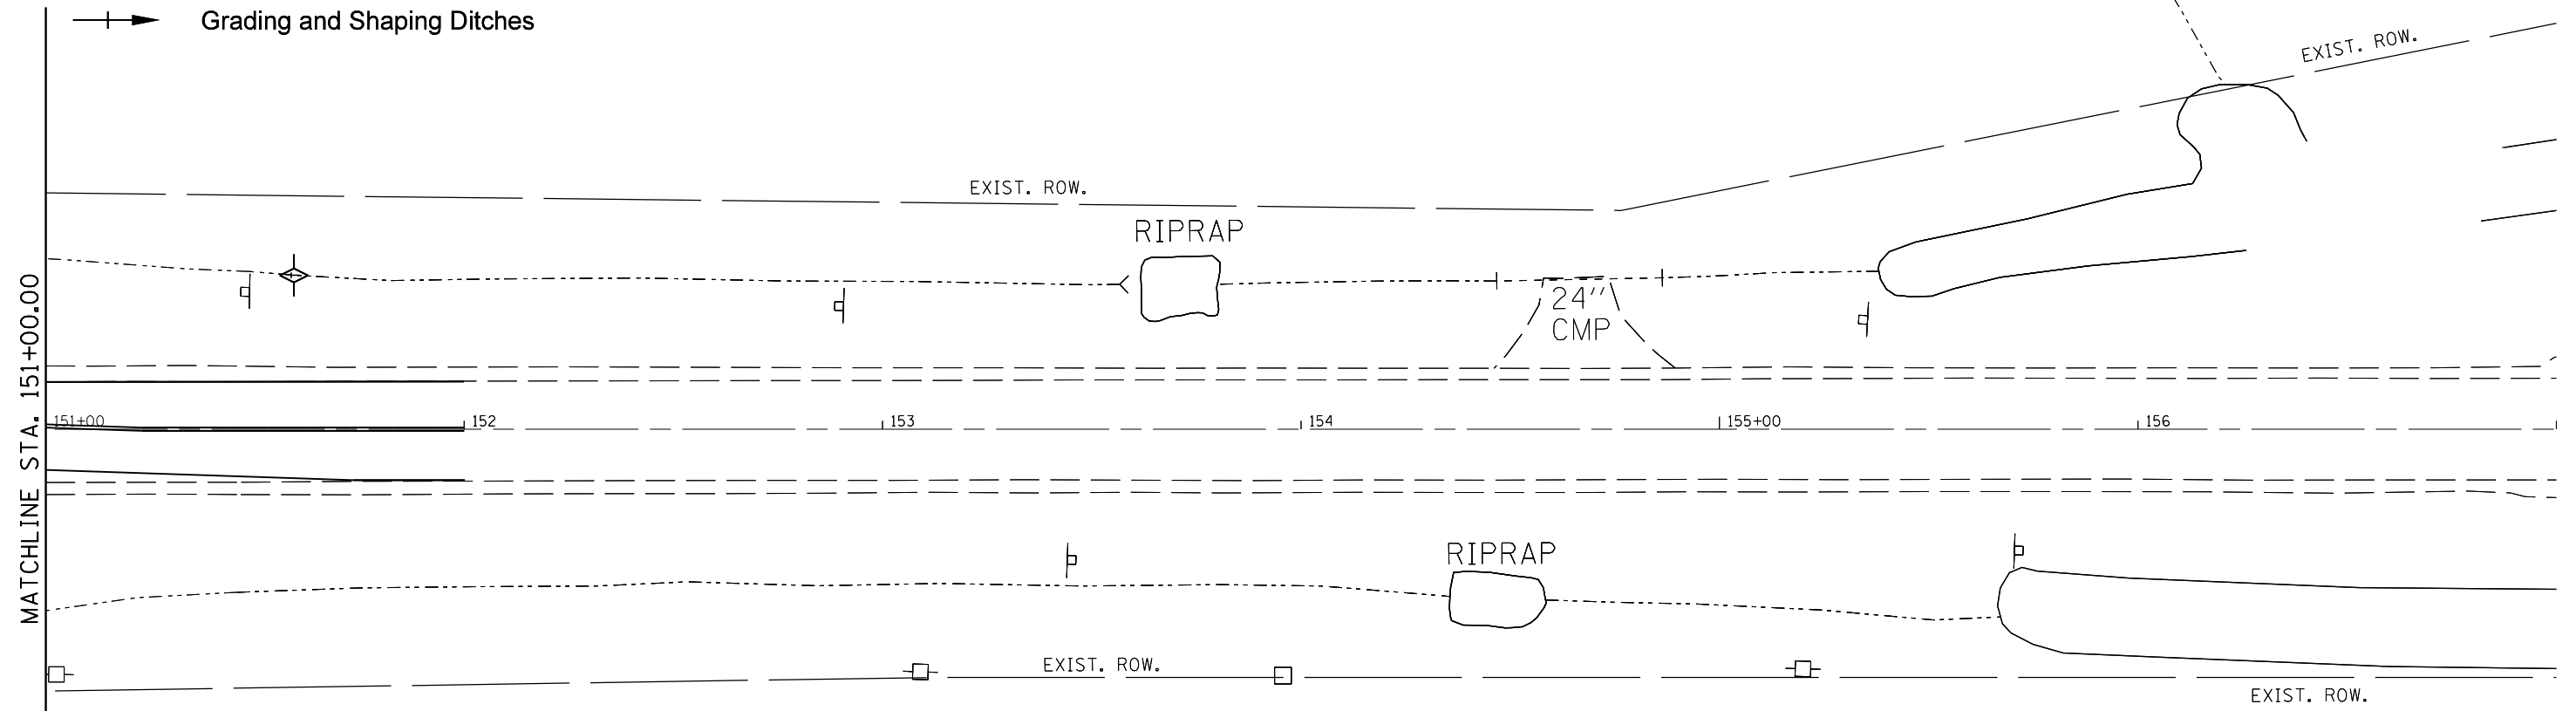 Grading and Shaping Ditches
EXIST. ROW.
EXIST. ROW.
RIPRAP
24''
CMP
MATCHLINE STA. 151+00.00
151+00
152
153
154
155+00
156
RIPRAP
EXIST. ROW.
EXIST. ROW.